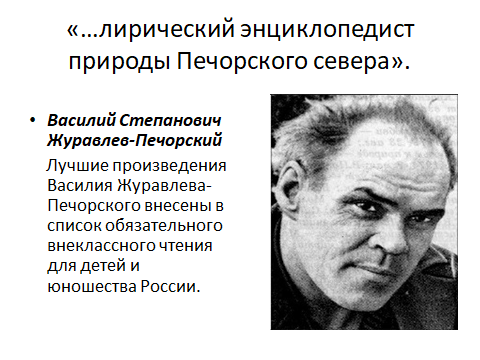 «…лирический энциклопедист
природы Печорского севера».
• Василий Степанович
Журавлев-Печорский
Лучшие произведения
Василия Журавлева-
Печорского внесены в
список обязательного
внеклассного чтения
для детей и
юношества России.